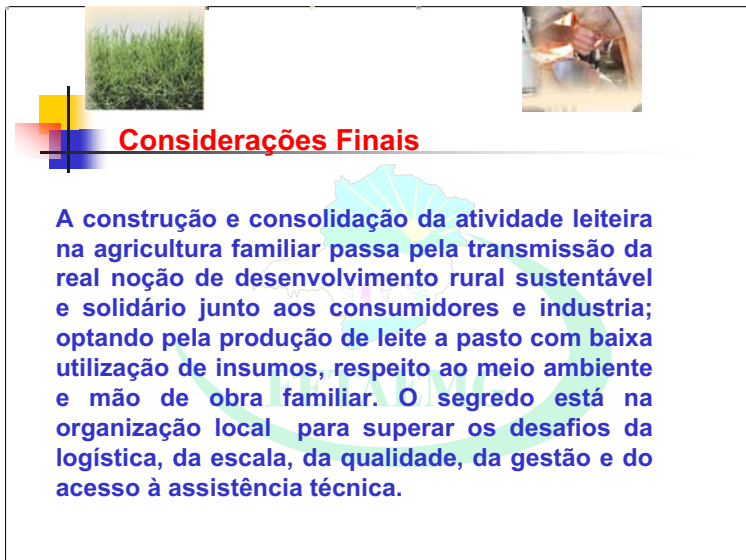 Considerações Finais
A construção e consolidação da atividade leiteira
na agricultura familiar passa pela transmissão da
real noção de desenvolvimento rural sustentável
e solidário junto aos consumidores e industria;
optando pela produção de leite a pasto com baixa
utilização de insumos, respeito ao meio ambiente
e mão de obra familiar. O segredo está na
organização local para superar os desafios da
logística, da escala, da qualidade, da gestão e do
acesso à assistência técnica.
FETAEMG